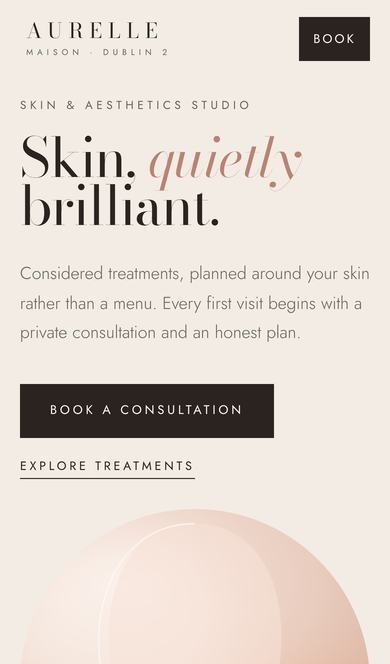 AURELLE
MAISON · DUBLIN 2
BOOK
SKIN & AESTHETICS STUDIO
Skin, quietly
brilliant.
Considered treatments, planned around your skin
rather than a menu. Every first visit begins with a
private consultation and an honest plan.
BOOK A CONSULTATION
EXPLORE TREATMENTS